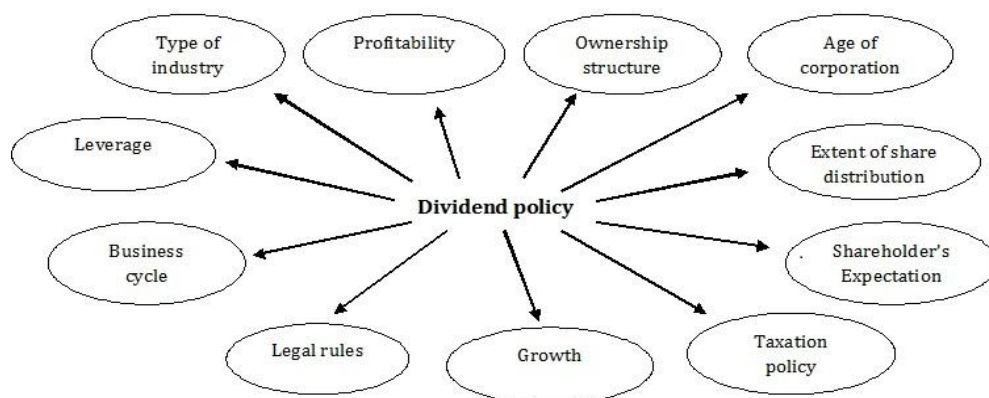 Type of
industry
Profitability
Ownership
structure
Age of
corporation
Leverage
Extent of share
distribution
Dividend policy
Business
cycle
Shareholder's
Expectation
Legal rules
Growth
Taxation
policy